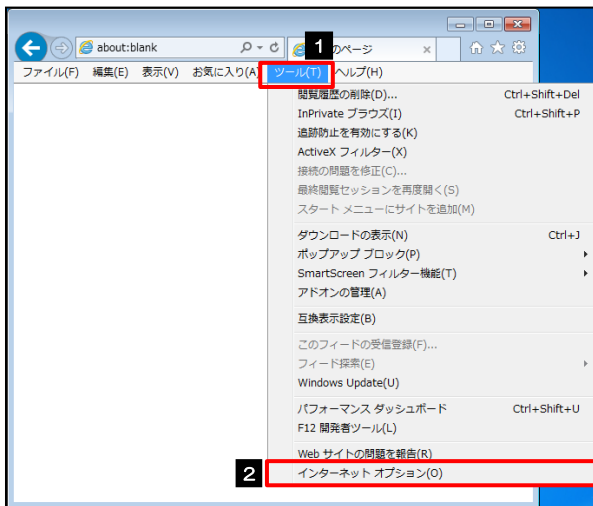 about:blank
1
のページ
ファイル(F) 編集(E) 表示(V) お気に入り(A) ツール(T) ヘルプ(H)
閲覧履歴の削除(D)... Ctrl+Shift+Del
InPrivate ブラウズ(I) Ctrl+Shift+P
追跡防止を有効にする(K)
ActiveX フィルター(X)
接続の問題を修正(C)...
最終閲覧セッションを再度開く(S)
スタート メニューにサイトを追加(M)
ダウンロードの表示(N) Ctrl+J
ポップアップ ブロック(P)
SmartScreen フィルター機能(T)
アドオンの管理(A)
互換表示設定(B)
このフィードの受信登録(F)...
フィード探索(E)
Windows Update(U)
パフォーマンス ダッシュボード Ctrl+Shift+U
F12 開発者ツール(L)
Web サイトの問題を報告(R)
2 インターネット オプション(O)